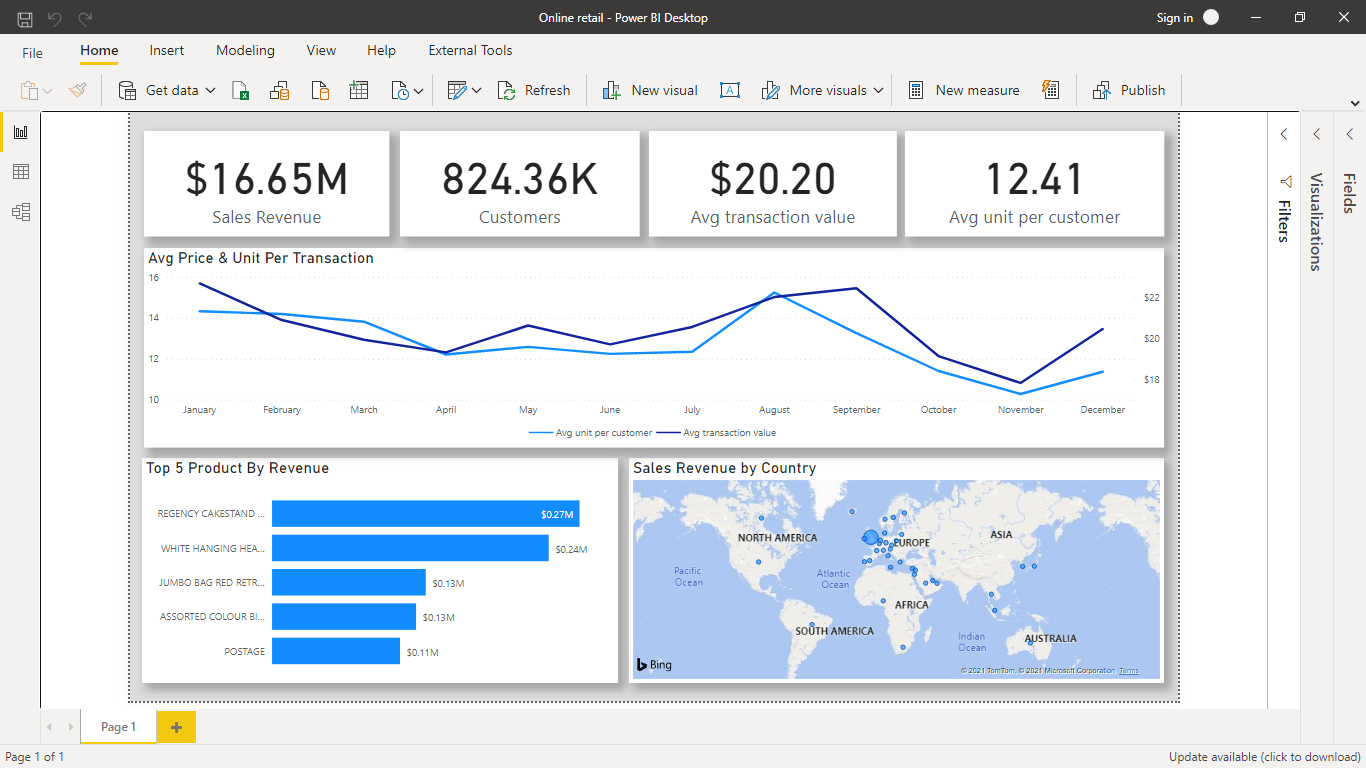 Online retail - Power BI Desktop
Sign in
File
Home
Insert
Modeling
View
Help
External Tools
Get data
Refresh
New visual
A
More visuals
New measure
Publish
$16.65M
Sales Revenue
824.36K
Customers
$20.20
Avg transaction value
12.41
Avg unit per customer
Filters
Visualizations
Fields
Avg Price & Unit Per Transaction
16
14
12
10
$22
$20
$18
January February March April May June July August September October November December
Avg unit per customer Avg transaction value
Top 5 Product By Revenue
REGENCY CAKESTAND ... $0.27M
WHITE HANGING HEA... $0.24M
JUMBO BAG RED RETR... $0.13M
ASSORTED COLOUR BI... $0.13M
POSTAGE $0.11M
Sales Revenue by Country
NORTH AMERICA
EUROPE
ASIA
Pacific
Ocean
Atlantic
Ocean
AFRICA
SOUTH AMERICA
Indian
Ocean
AUSTRALIA
Bing
© 2021 TomTom, © 2021 Microsoft Corporation Terms
Page 1
Page 1 of 1
Update available (click to download)